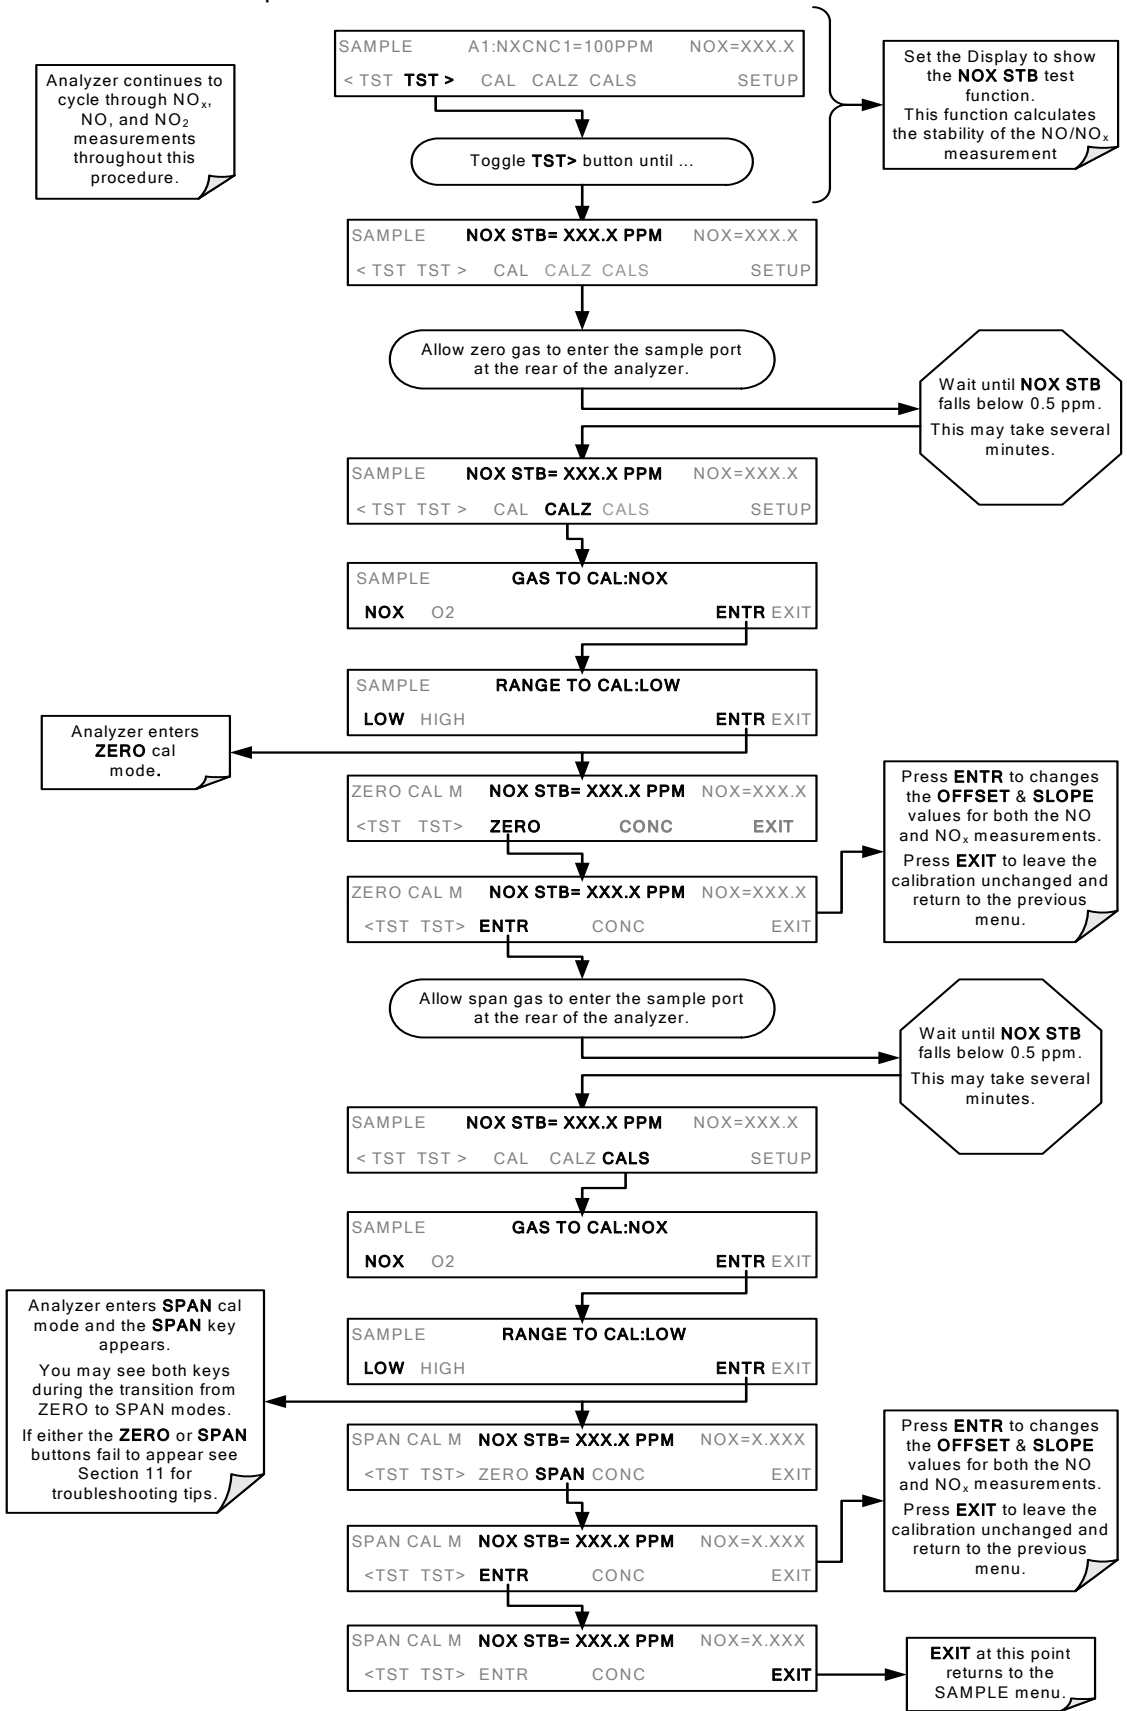 SAMPLE A1:NXCNC1=100PPM NOX=XXX.X
< TST TST > CAL CALZ CALS SETUP
Analyzer continues to
cycle through NOx,
NO, and NO2
measurements
throughout this
procedure.
Set the Display to show
the NOX STB test
function.
This function calculates
the stability of the NO/NOx
measurement
Toggle TST> button until ...
SAMPLE NOX STB= XXX.X PPM NOX=XXX.X
< TST TST > CAL CALZ CALS SETUP
Allow zero gas to enter the sample port
at the rear of the analyzer.
Wait until NOX STB
falls below 0.5 ppm.
This may take several
minutes.
SAMPLE NOX STB= XXX.X PPM NOX=XXX.X
< TST TST > CAL CALZ CALS SETUP
SAMPLE GAS TO CAL:NOX
NOX O2 ENTR EXIT
SAMPLE RANGE TO CAL:LOW
LOW HIGH ENTR EXIT
Analyzer enters
ZERO cal
mode.
ZERO CAL M NOX STB= XXX.X PPM NOX=XXX.X
<TST TST> ZERO CONC EXIT
ZERO CAL M NOX STB= XXX.X PPM NOX=XXX.X
<TST TST> ENTR CONC EXIT
Press ENTR to changes
the OFFSET & SLOPE
values for both the NO
and NOx measurements.
Press EXIT to leave the
calibration unchanged and
return to the previous
menu.
Allow span gas to enter the sample port
at the rear of the analyzer.
Wait until NOX STB
falls below 0.5 ppm.
This may take several
minutes.
SAMPLE NOX STB= XXX.X PPM NOX=XXX.X
< TST TST > CAL CALZ CALS SETUP
SAMPLE GAS TO CAL:NOX
NOX O2 ENTR EXIT
SAMPLE RANGE TO CAL:LOW
LOW HIGH ENTR EXIT
Analyzer enters SPAN cal
mode and the SPAN key
appears.
You may see both keys
during the transition from
ZERO to SPAN modes.
If either the ZERO or SPAN
buttons fail to appear see
Section 11 for
troubleshooting tips.
SPAN CAL M NOX STB= XXX.X PPM NOX=X.XXX
<TST TST> ZERO SPAN CONC EXIT
SPAN CAL M NOX STB= XXX.X PPM NOX=X.XXX
<TST TST> ENTR CONC EXIT
Press ENTR to changes
the OFFSET & SLOPE
values for both the NO
and NOx measurements.
Press EXIT to leave the
calibration unchanged and
return to the previous
menu.
SPAN CAL M NOX STB= XXX.X PPM NOX=X.XXX
<TST TST> ENTR CONC EXIT
EXIT at this point
returns to the
SAMPLE menu.